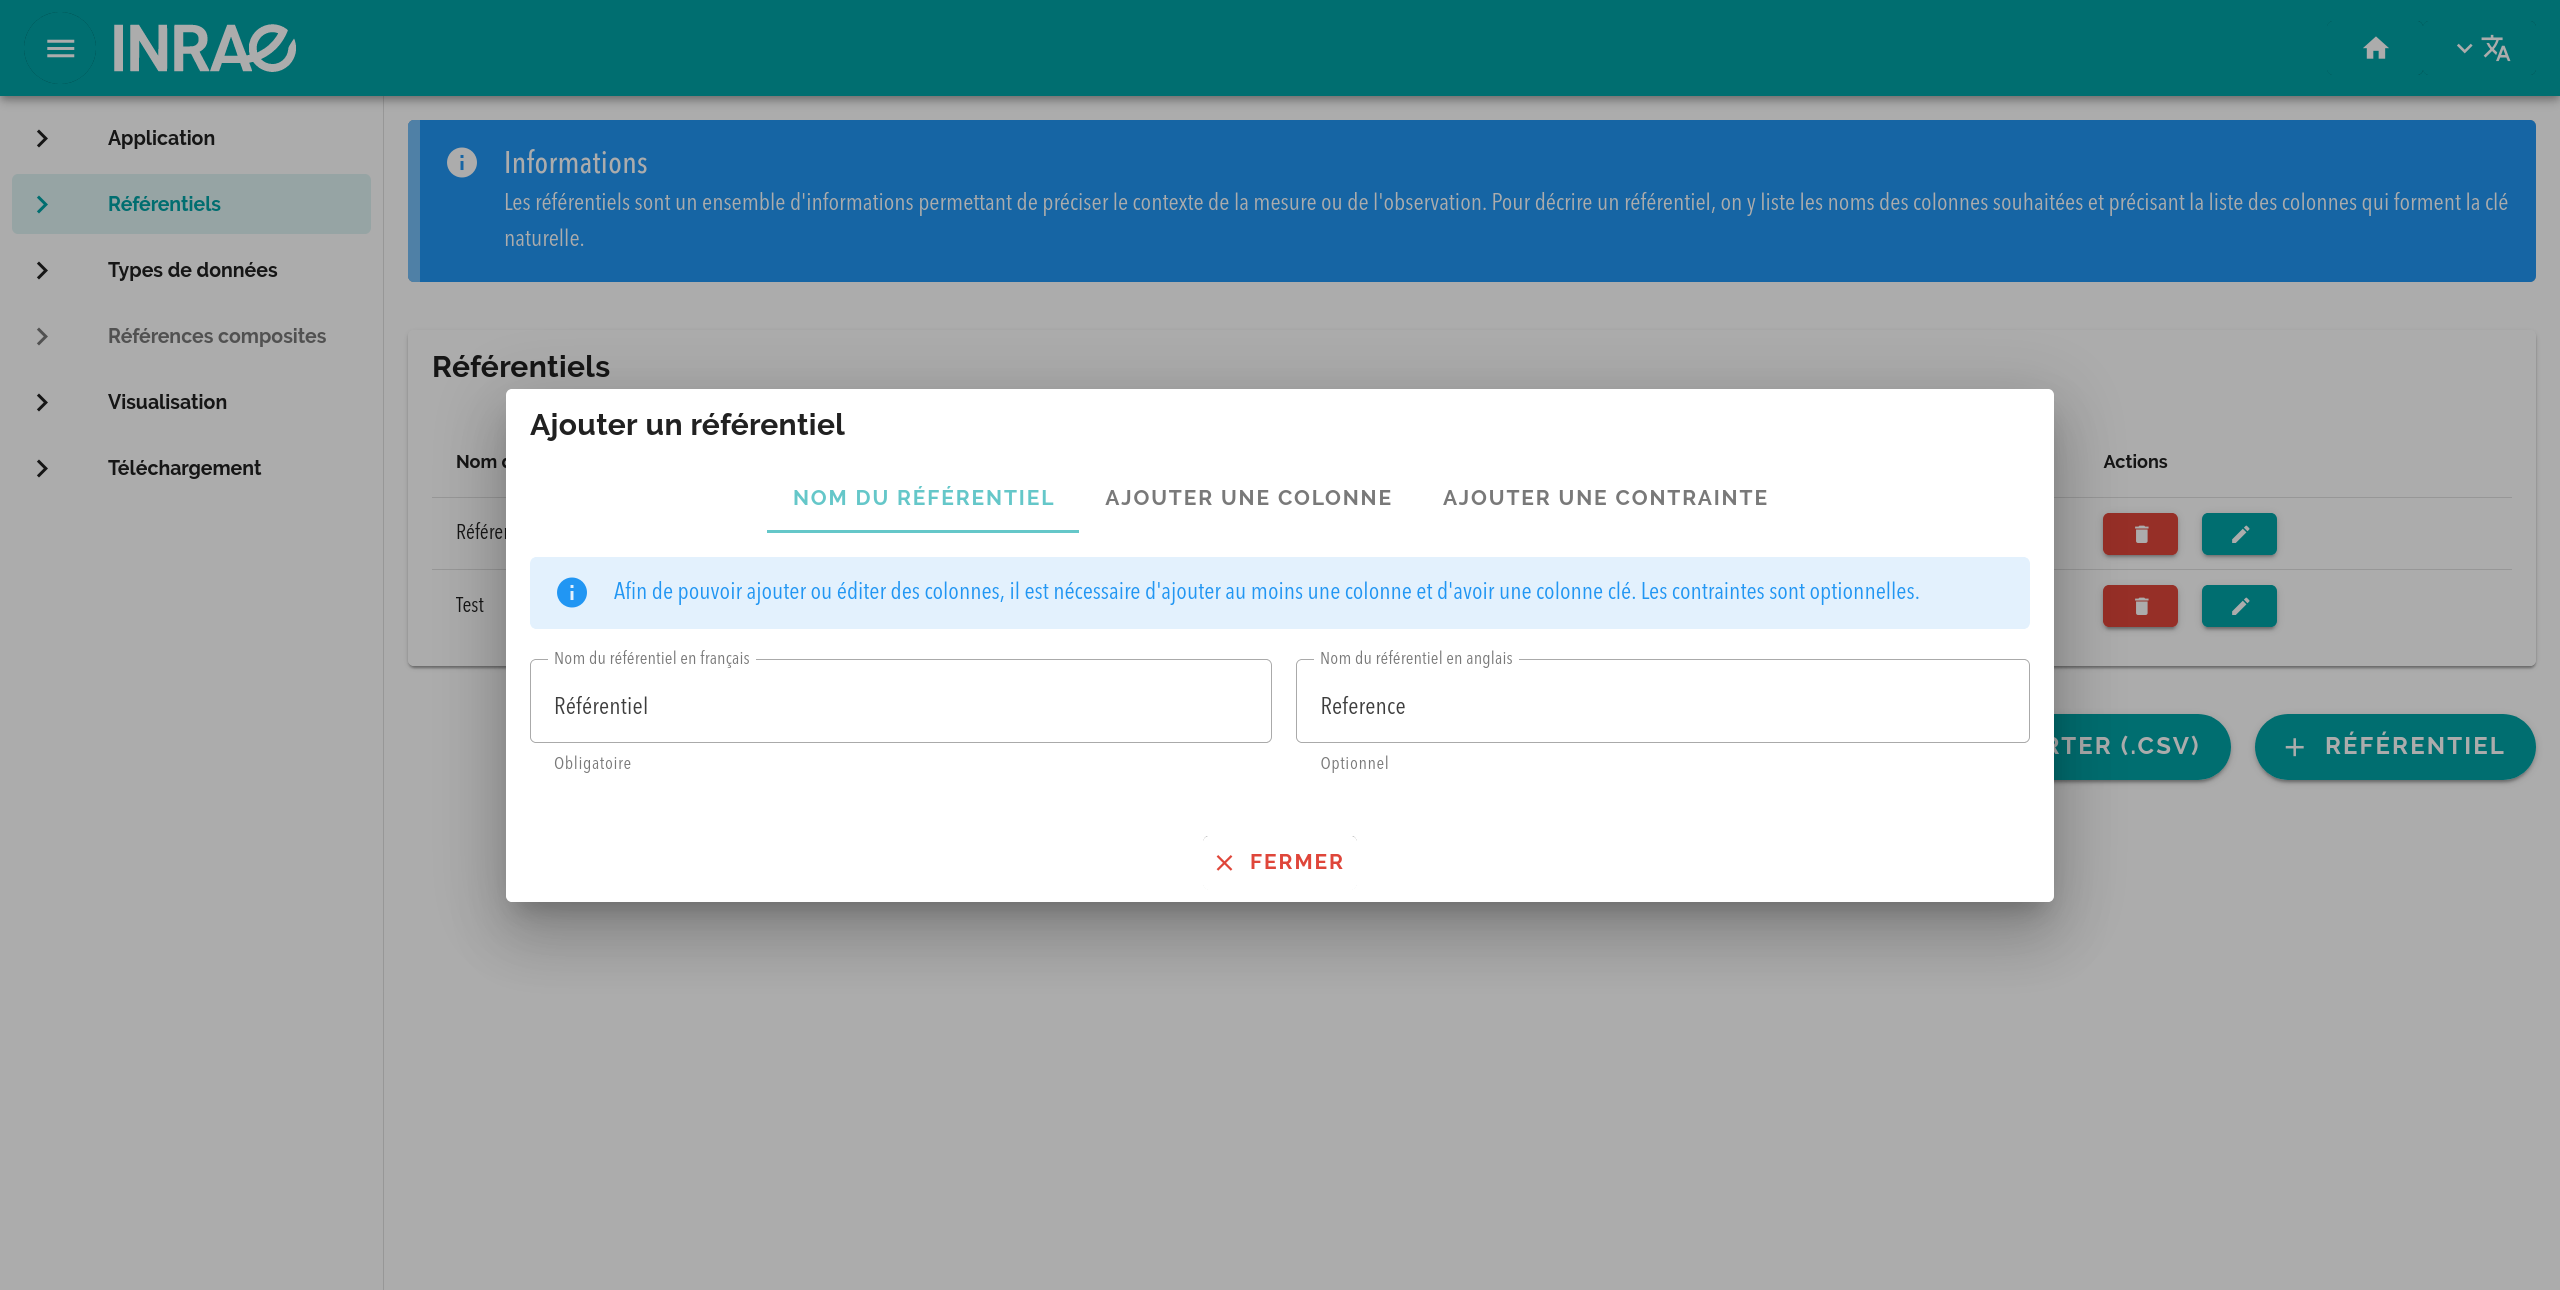 INRAE
Application
Référentiels
Types de données
Références composites
Visualisation
Téléchargement
Informations
Les référentiels sont un ensemble d'informations permettant de préciser le contexte de la mesure ou de l'observation. Pour décrire un référentiel, on y liste les noms des colonnes souhaitées et précisant la liste des colonnes qui forment la clé
naturelle.
Référentiels
Nom
Actions
Test
Ajouter un référentiel
NOM DU RÉFÉRENTIEL AJOUTER UNE COLONNE AJOUTER UNE CONTRAINTE
Afin de pouvoir ajouter ou éditer des colonnes, il est nécessaire d'ajouter au moins une colonne et d'avoir une colonne clé. Les contraintes sont optionnelles.
Nom du référentiel en français
Référentiel
Obligatoire
Nom du référentiel en anglais
Reference
Optionnel
FERMER
(.CSV)
RÉFÉRENTIEL